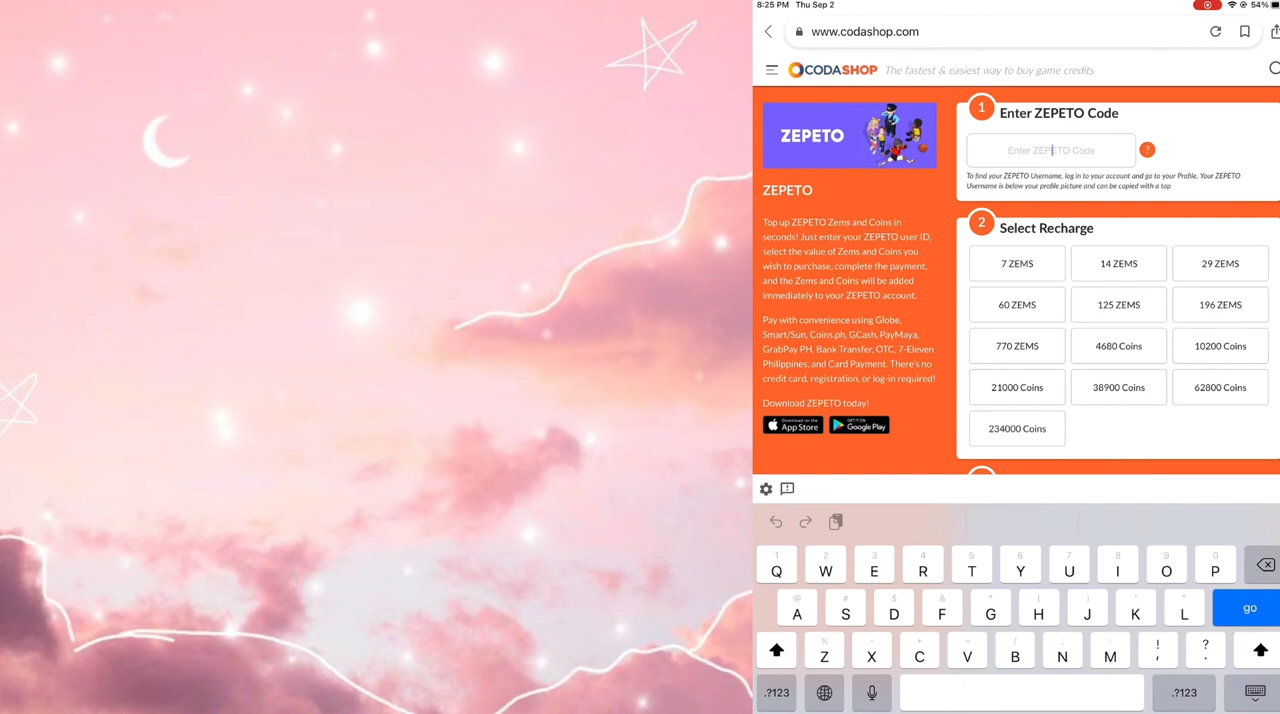 8:25 PM Thu Sep 2
54%
www.codashop.com
CODASHOP The fastest & easiest way to buy game credits
ZEPETO
ZEPETO
Top up ZEPETO Zems and Coins in
seconds! Just enter your ZEPETO user ID,
select the value of Zems and Coins you
wish to purchase, complete the payment,
and the Zems and Coins will be added
immediately to your ZEPETO account.
Pay with convenience using Globe,
Smart/Sun, Coins.ph, GCash, PayMaya,
GrabPay PH, Bank Transfer, OTC, 7-Eleven
Philippines, and Card Payment. There's no
credit card, registration, or log-in required!
Download ZEPETO today!
Download on the App Store
GET IT ON Google Play
1 Enter ZEPETO Code
Enter ZEPETO Code ?
To find your ZEPETO Username, log in to your account and go to your Profile. Your ZEPETO
Username is below your profile picture and can be copied with a tap
2 Select Recharge
7 ZEMS 14 ZEMS 29 ZEMS
60 ZEMS 125 ZEMS 196 ZEMS
770 ZEMS 4680 Coins 10200 Coins
21000 Coins 38900 Coins 62800 Coins
234000 Coins
1 2 3 4 5 6 7 8 9 0
Q W E R T Y U I O P
@ # $ & * ( ) ' "
A S D F G H J K L go
% - + = / ; :
Z X C V B N M ! , ? .
.?123 .?123